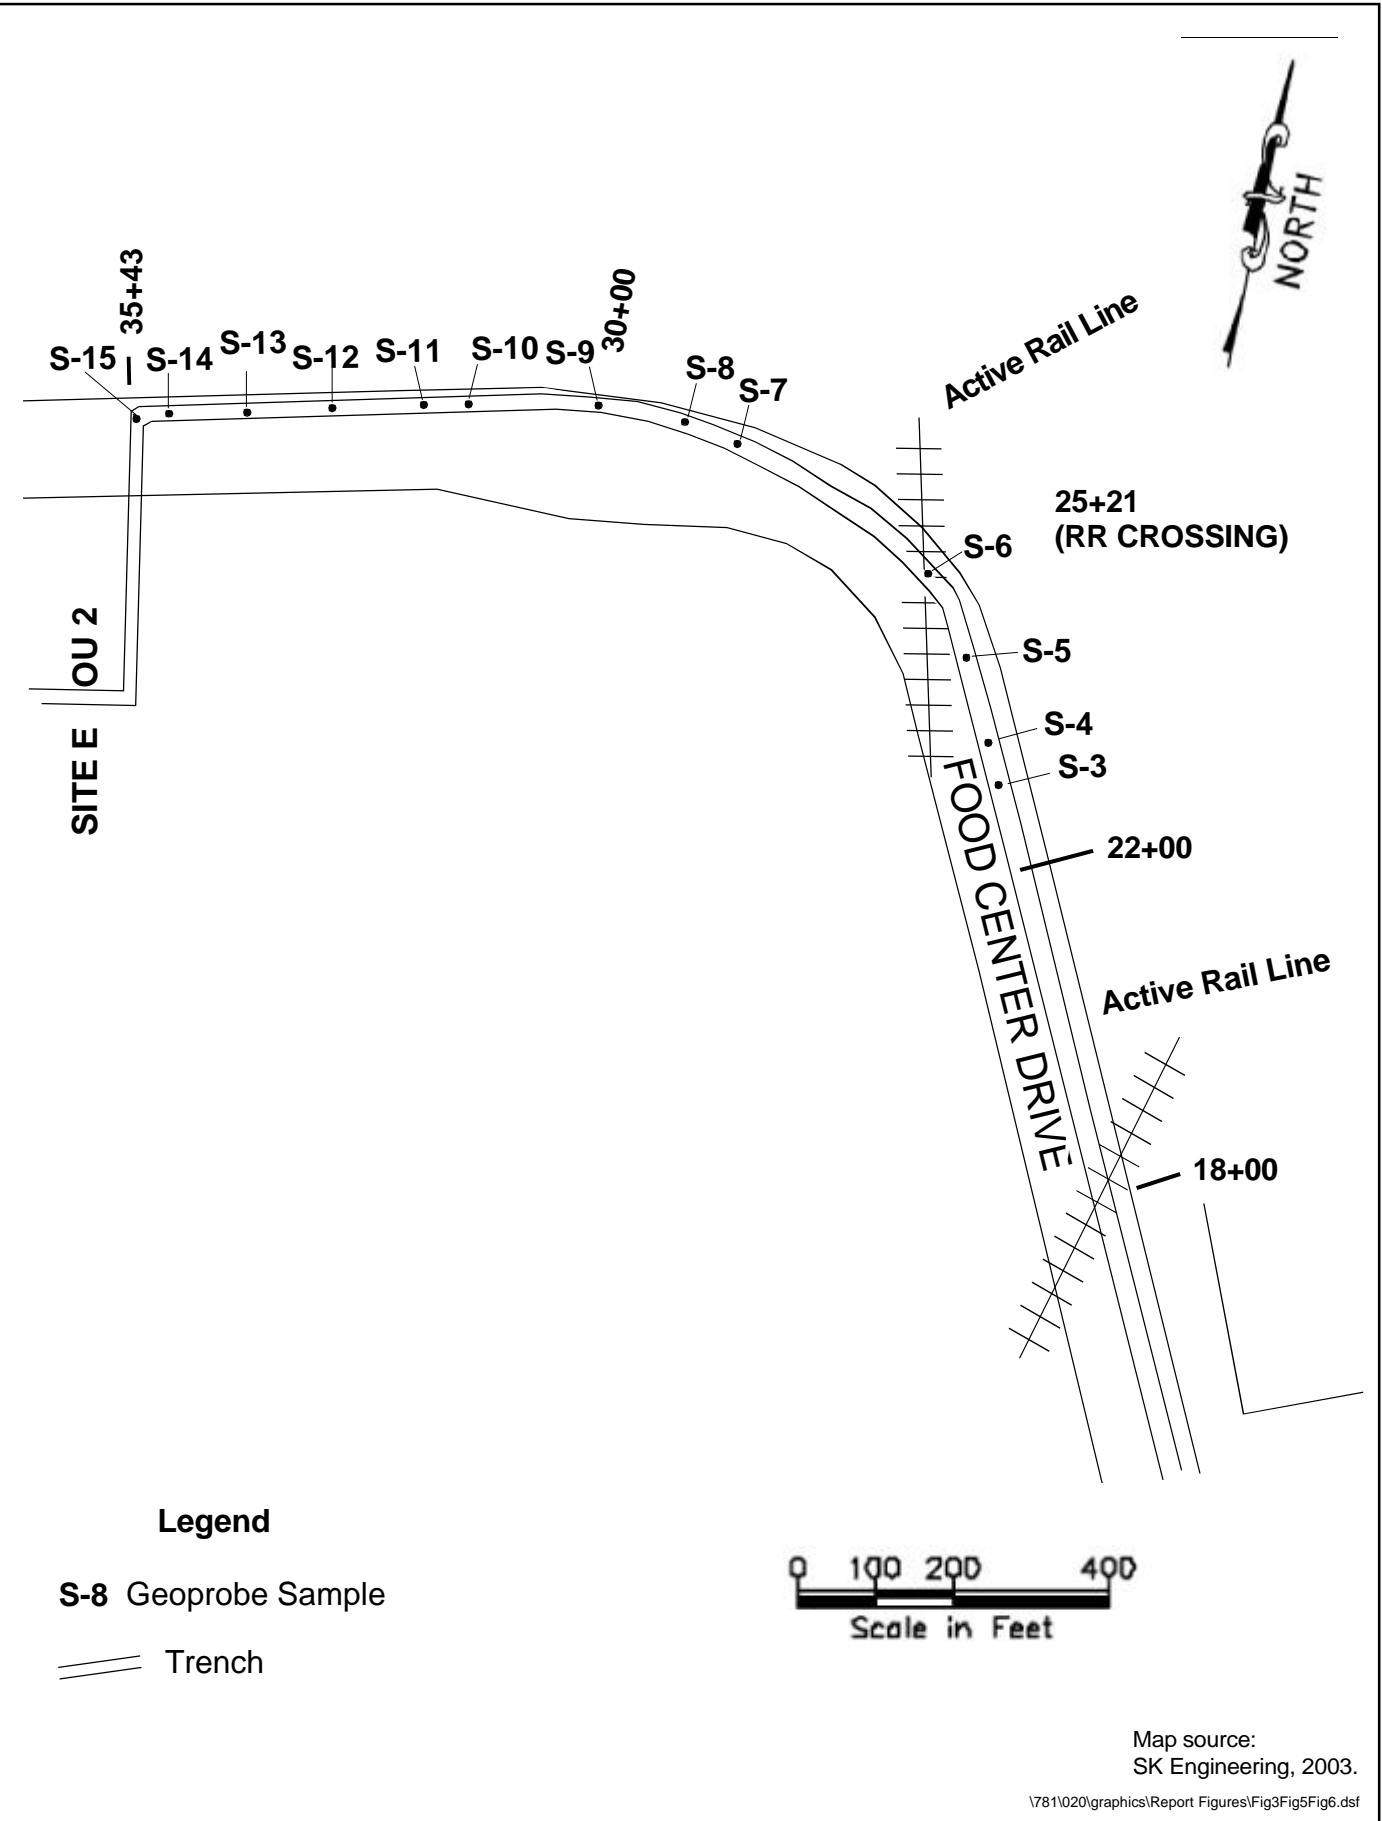 NORTH
35+43
30+00
Active Rail Line
S-15
S-14
S-13
S-12
S-11
S-10
S-9
S-8
S-7
25+21
(RR CROSSING)
S-6
S-5
S-4
S-3
SITE E OU 2
FOOD CENTER DRIVE
22+00
Active Rail Line
18+00
Legend
S-8 Geoprobe Sample
Trench
0 100 200 400
Scale in Feet
Map source:
SK Engineering, 2003.
\781\020\graphics\Report Figures\Fig3Fig5Fig6.dsf